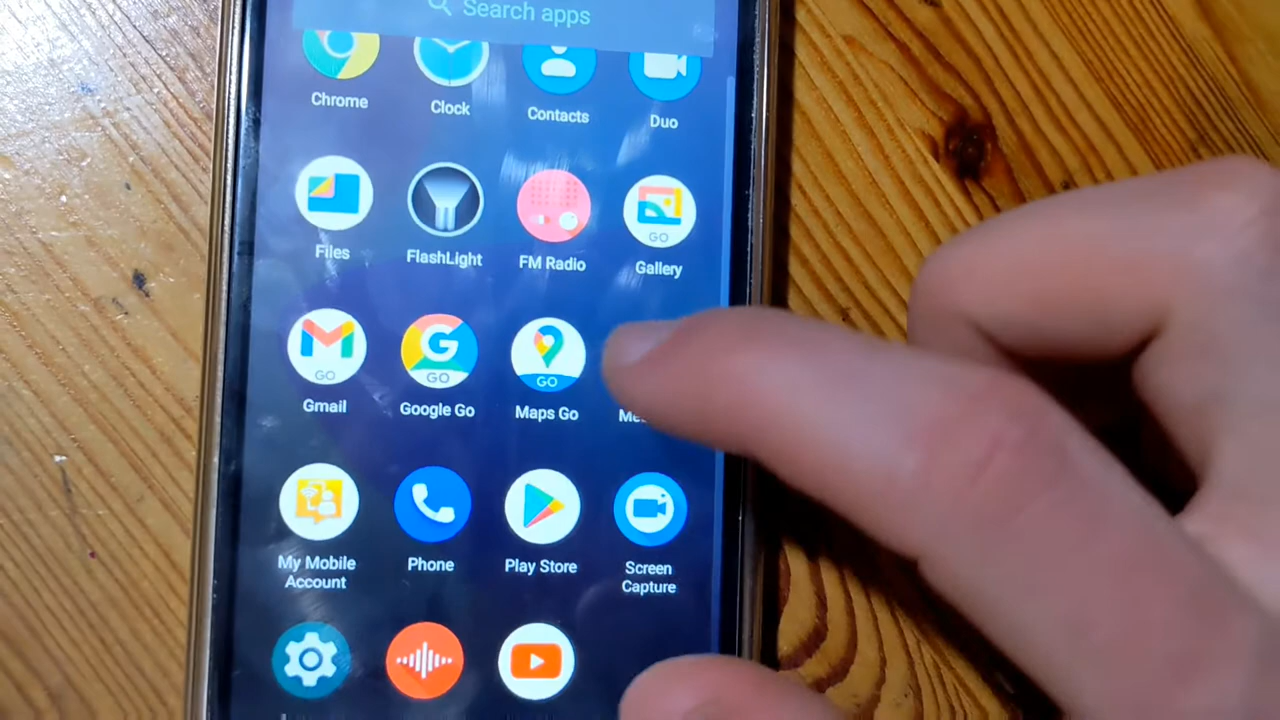 Search apps
Chrome
Clock
Contacts
Duo
Files
FlashLight
FM Radio
Gallery
GO
Gmail
GO
Google Go
G
GO
Maps Go
GO
My Mobile
Account
Phone
Play Store
Screen
Capture